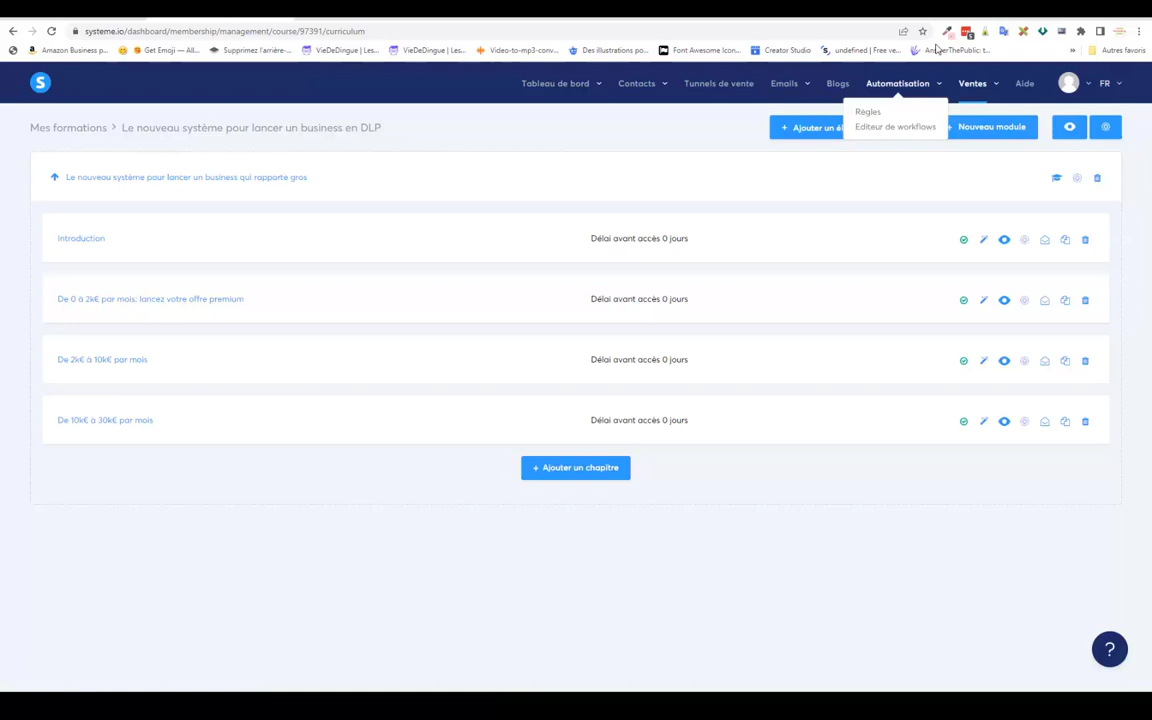 systeme.io/dashboard/membership/management/course/97391/curriculum
Amazon Business p... Get Emoji — All... Supprimez l'arrière-... VieDeDingue | Les... VieDeDingue | Les... Video-to-mp3-conv... Des illustrations po... Font Awesome Icon... Creator Studio undefined | Free ve... » Autres favoris
S Tableau de bord Contacts Tunnels de vente Emails Blogs Automatisation Ventes Aide FR
Règles
Editeur de workflows
Mes formations > Le nouveau système pour lancer un business en DLP + Ajouter un él + Nouveau module
Le nouveau système pour lancer un business qui rapporte gros
Introduction Délai avant accès 0 jours
De 0 à 2k€ par mois; lancez votre offre premium Délai avant accès 0 jours
De 2k€ à 10k€ par mois Délai avant accès 0 jours
De 10k€ à 30k€ par mois Délai avant accès 0 jours
+ Ajouter un chapitre
?